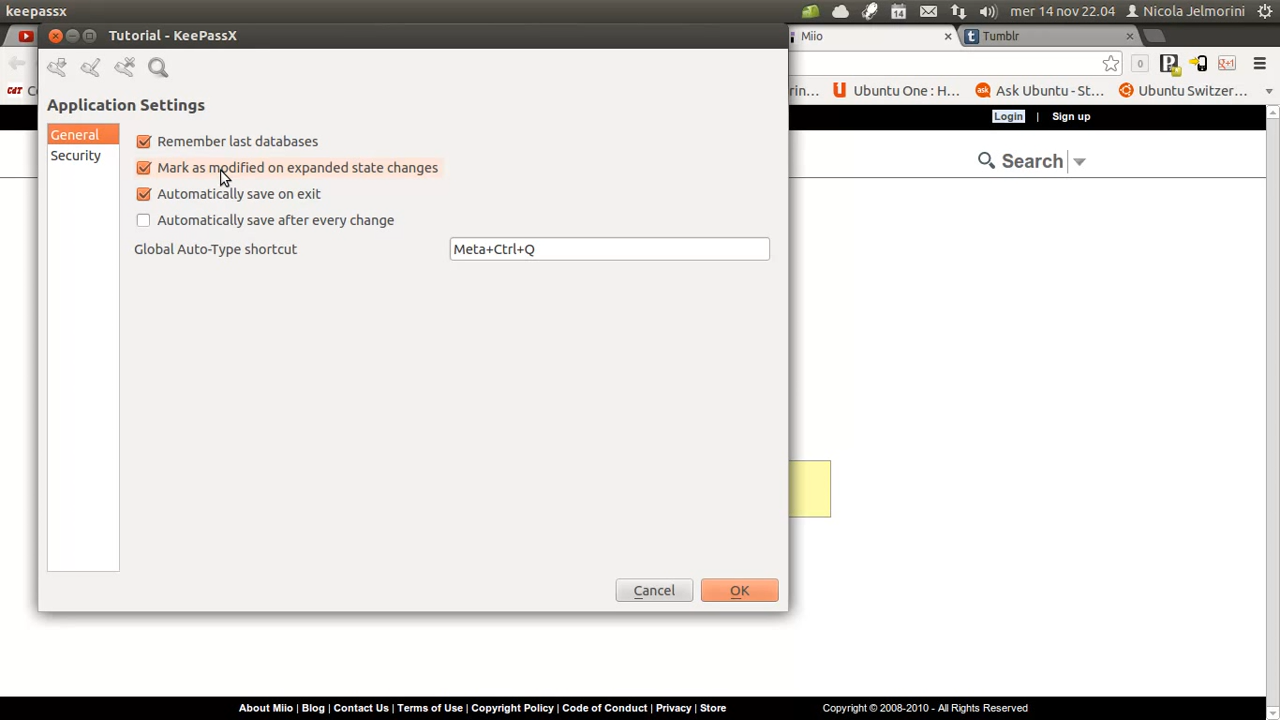 keepassx
14
mer 14 nov 22.04
Nicola Jelmorini
Tutorial - KeePassX
Miio
Tumblr
0
Ubuntu One : H...
Ask Ubuntu - St...
Ubuntu Switzer...
Application Settings
Login | Sign up
General
Security
Remember last databases
Mark as modified on expanded state changes
Automatically save on exit
Automatically save after every change
Global Auto-Type shortcut
Meta+Ctrl+Q
Search
Cancel
OK
About Miio | Blog | Contact Us | Terms of Use | Copyright Policy | Code of Conduct | Privacy | Store
Copyright © 2008-2010 - All Rights Reserved